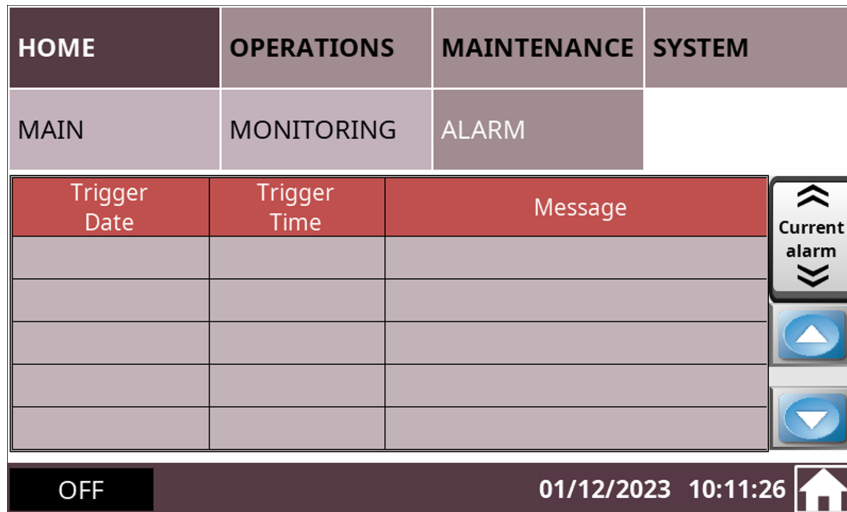 HOME OPERATIONS MAINTENANCE SYSTEM
MAIN MONITORING ALARM
Trigger Date Trigger Time Message
Current
alarm
OFF 01/12/2023 10:11:26